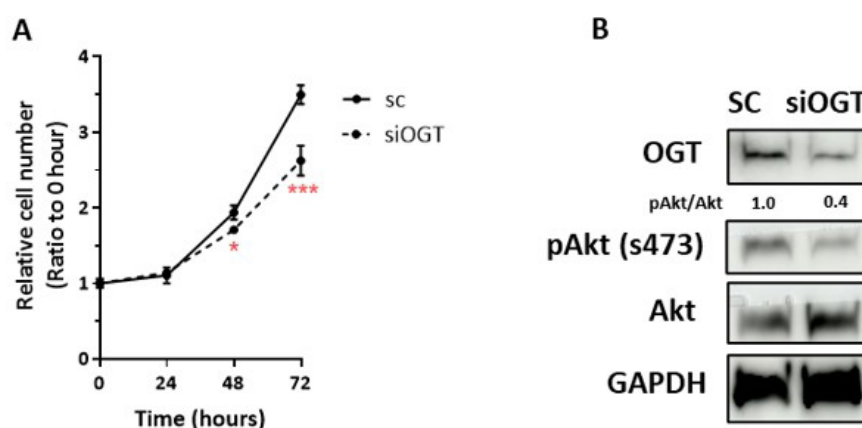 A
Relative cell number
(Ratio to 0 hour)
4
3
2
1
0
0 24 48 72
Time (hours)
sc
siOGT
*
***
B
SC siOGT
OGT
pAkt/Akt 1.0 0.4
pAkt (s473)
Akt
GAPDH